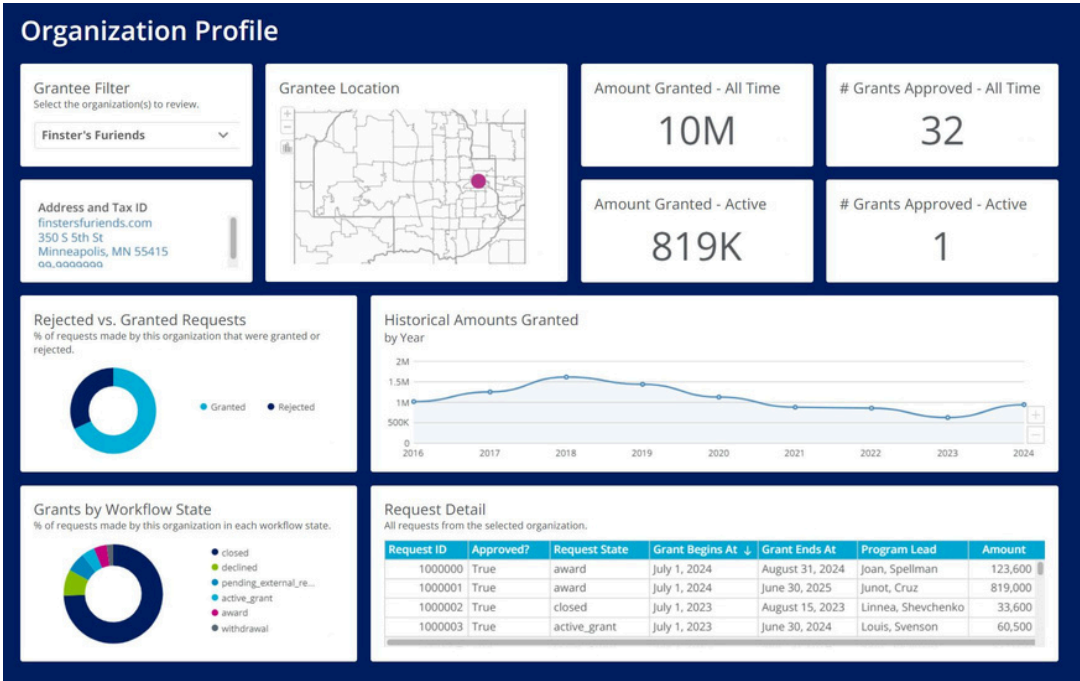 Organization Profile
Grantee Filter
Select the organization(s) to review.
Finster's Furiends
Grantee Location
Amount Granted - All Time
10M
# Grants Approved - All Time
32
Address and Tax ID
finstersfuriends.com
350 S 5th St
Minneapolis, MN 55415
Amount Granted - Active
819K
# Grants Approved - Active
1
Rejected vs. Granted Requests
% of requests made by this organization that were granted or
rejected.
Granted Rejected
Historical Amounts Granted
by Year
2M
1.5M
1M
500K
0
2016 2017 2018 2019 2020 2021 2022 2023 2024
Grants by Workflow State
% of requests made by this organization in each workflow state.
closed
declined
pending_external_re...
active_grant
award
withdrawal
Request Detail
All requests from the selected organization.
Request ID Approved? Request State Grant Begins At ↓ Grant Ends At Program Lead Amount
1000000 True award July 1, 2024 August 31, 2024 Joan, Spellman 123,600
1000001 True award July 1, 2024 June 30, 2025 Junot, Cruz 819,000
1000002 True closed July 1, 2023 August 15, 2023 Linnea, Shevchenko 33,600
1000003 True active_grant July 1, 2023 June 30, 2024 Louis, Svenson 60,500